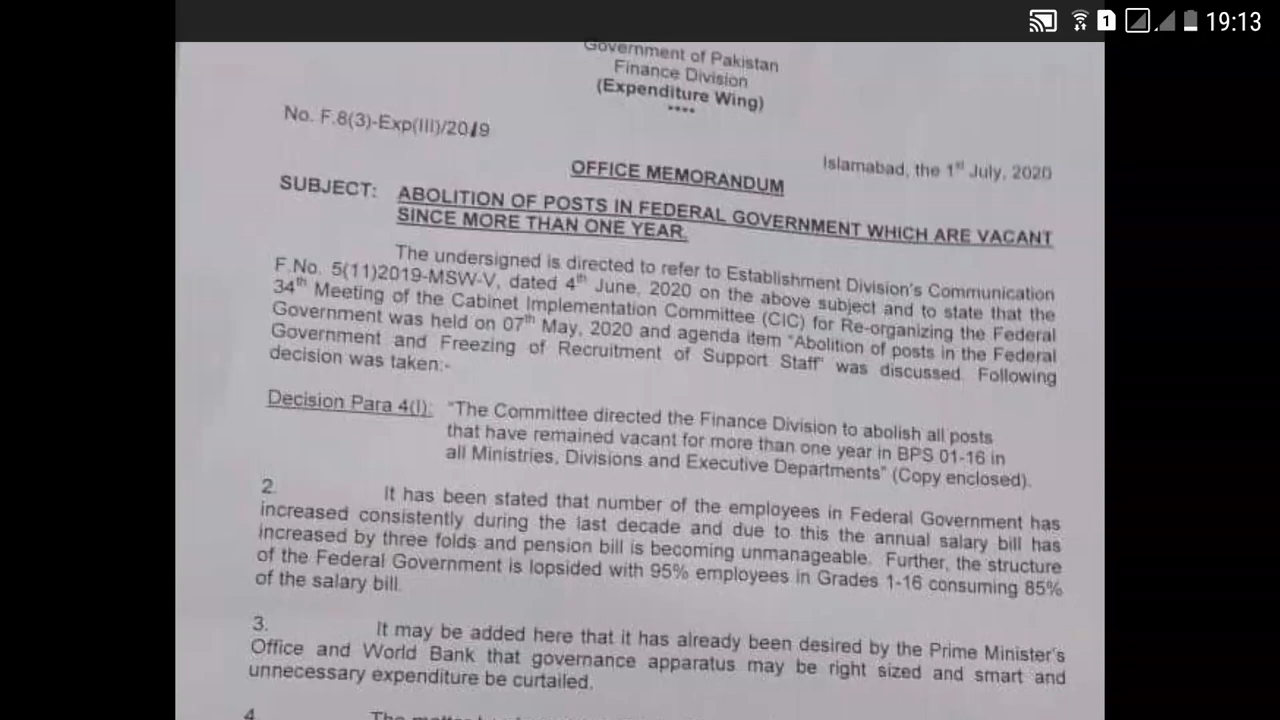 1
19:13
Government of Pakistan
Finance Division
(Expenditure Wing)
****
No. F.8(3)-Exp(III)/2019
Islamabad, the 1st July, 2020
OFFICE MEMORANDUM
SUBJECT: ABOLITION OF POSTS IN FEDERAL GOVERNMENT WHICH ARE VACANT
SINCE MORE THAN ONE YEAR.
The undersigned is directed to refer to Establishment Division's Communication
F.No. 5(11)2019-MSW-V, dated 4th June, 2020 on the above subject and to state that the
34th Meeting of the Cabinet Implementation Committee (CIC) for Re-organizing the Federal
Government was held on 07th May, 2020 and agenda item "Abolition of posts in the Federal
Government and Freezing of Recruitment of Support Staff" was discussed. Following
decision was taken:-
Decision Para 4(I): "The Committee directed the Finance Division to abolish all posts
that have remained vacant for more than one year in BPS 01-16 in
all Ministries, Divisions and Executive Departments" (Copy enclosed).
2. It has been stated that number of the employees in Federal Government has
increased consistently during the last decade and due to this the annual salary bill has
increased by three folds and pension bill is becoming unmanageable. Further, the structure
of the Federal Government is lopsided with 95% employees in Grades 1-16 consuming 85%
of the salary bill.
3. It may be added here that it has already been desired by the Prime Minister's
Office and World Bank that governance apparatus may be right sized and smart and
unnecessary expenditure be curtailed.
4. The